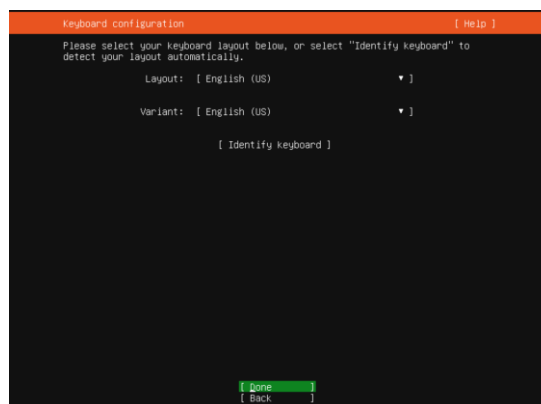 Keyboard configuration [ Help ]
Please select your keyboard layout below, or select "Identify keyboard" to
detect your layout automatically.
Layout: [ English (US) ▾ ]
Variant: [ English (US) ▾ ]
[ Identify keyboard ]
[ Done ]
[ Back ]